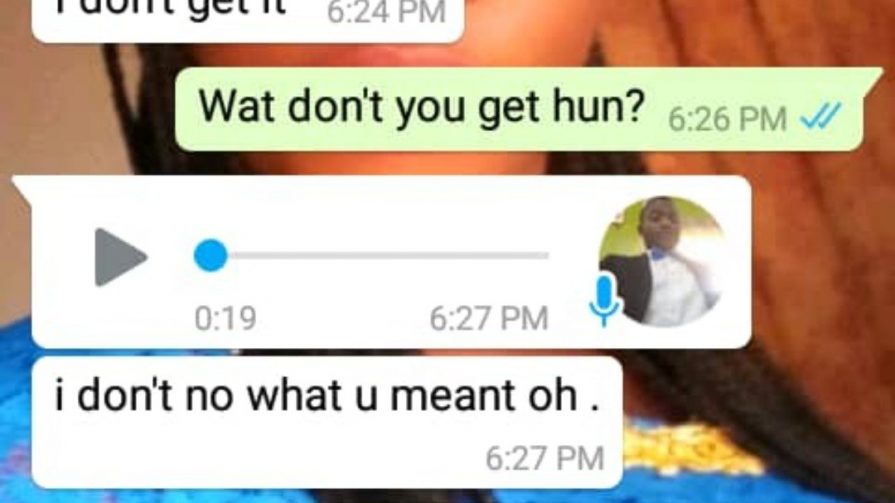 I don't get it 6:24 PM
Wat don't you get hun? 6:26 PM
0:19 6:27 PM
i don't no what u meant oh .
6:27 PM